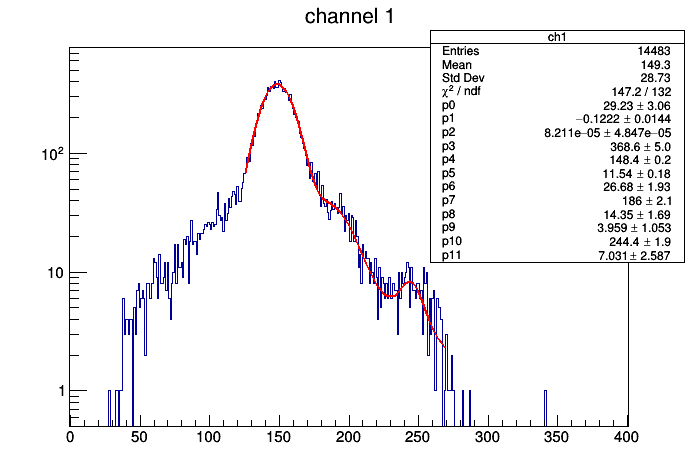 channel 1
ch1
Entries 14483
Mean 149.3
Std Dev 28.73
χ² / ndf 147.2 / 132
p0 29.23 ± 3.06
p1 −0.1222 ± 0.0144
p2 8.211e−05 ± 4.847e−05
p3 368.6 ± 5.0
p4 148.4 ± 0.2
p5 11.54 ± 0.18
p6 26.68 ± 1.93
p7 186 ± 2.1
p8 14.35 ± 1.69
p9 3.959 ± 1.053
p10 244.4 ± 1.9
p11 7.031 ± 2.587
10²
10
1
0 50 100 150 200 250 300 350 400